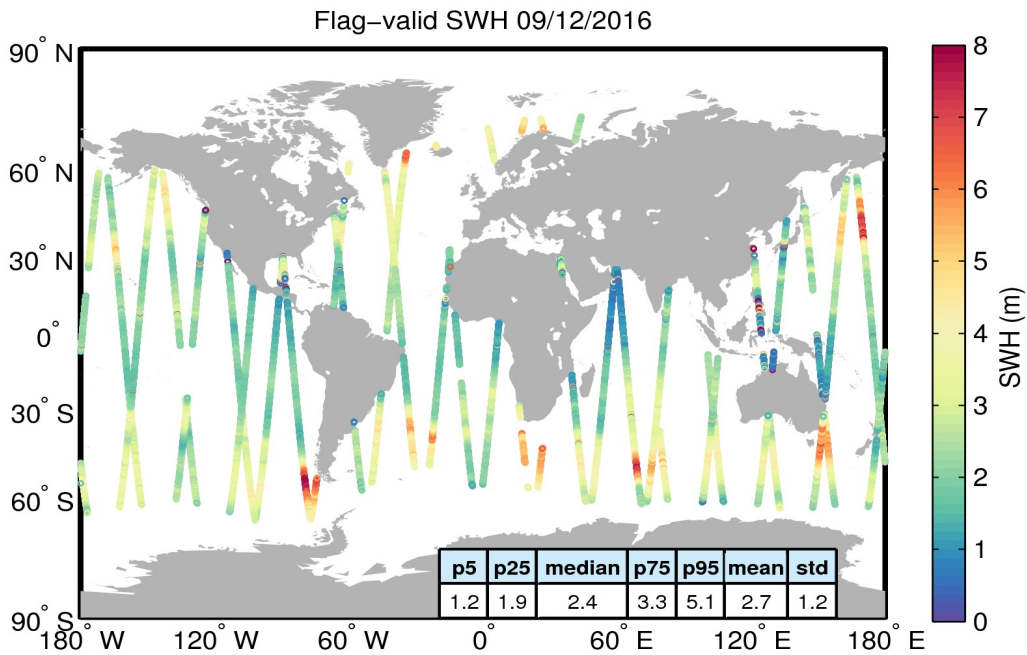 Flag−valid SWH 09/12/2016
90° N
60° N
30° N
0°
30° S
60° S
90° S
180° W
120° W
60° W
0°
60° E
120° E
180° E
p5 p25 median p75 p95 mean std
1.2 1.9 2.4 3.3 5.1 2.7 1.2
8
7
6
5
4
3
2
1
0
SWH (m)